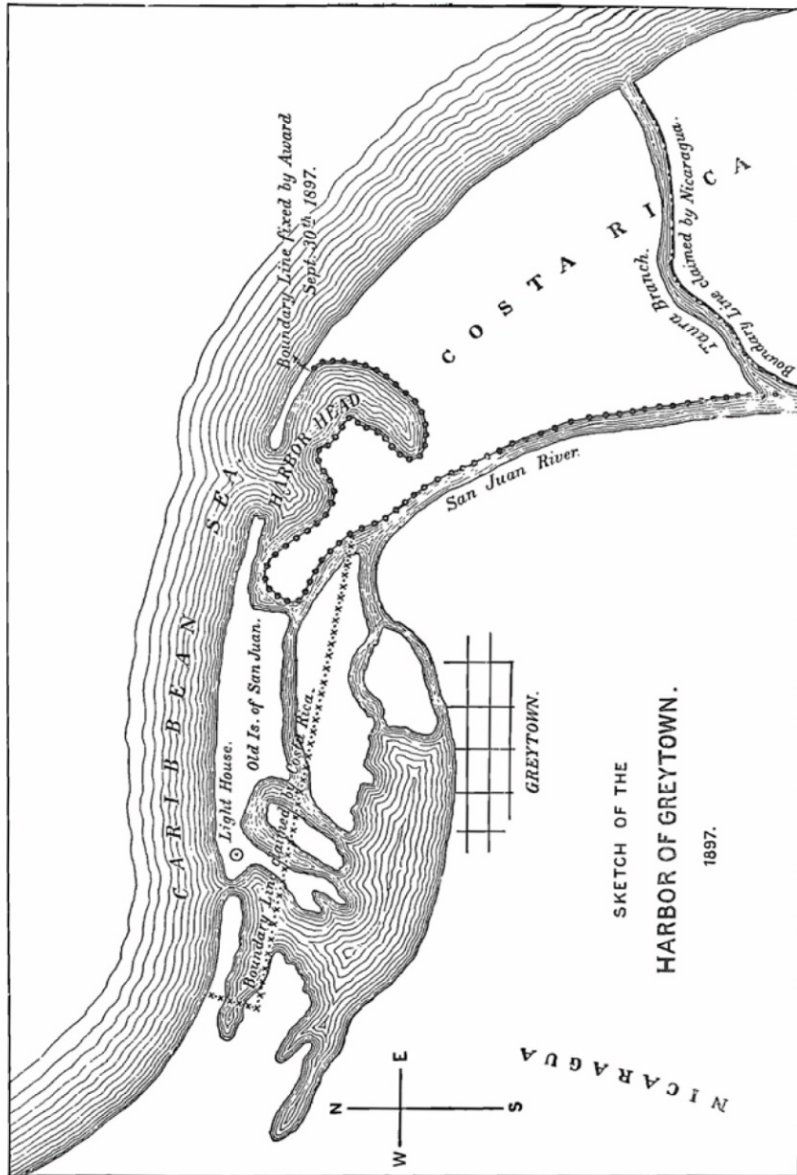 CARIBBEAN SEA.
Boundary Line fixed by Award
Sept. 30th 1897.
HARBOR HEAD
COSTA RICA
Taura Branch.
Boundary Line claimed by Nicaragua.
Boundary
San Juan River.
Light House.
Old Is. of San Juan.
Boundary Line claimed by Costa Rica.
GREYTOWN.
N
W
E
S
NICARAGUA
SKETCH OF THE
HARBOR OF GREYTOWN.
1897.